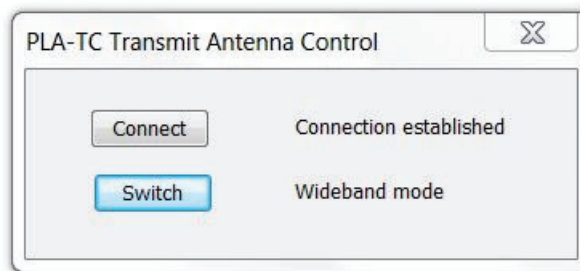 PLA-TC Transmit Antenna Control
Connect Connection established
Switch Wideband mode